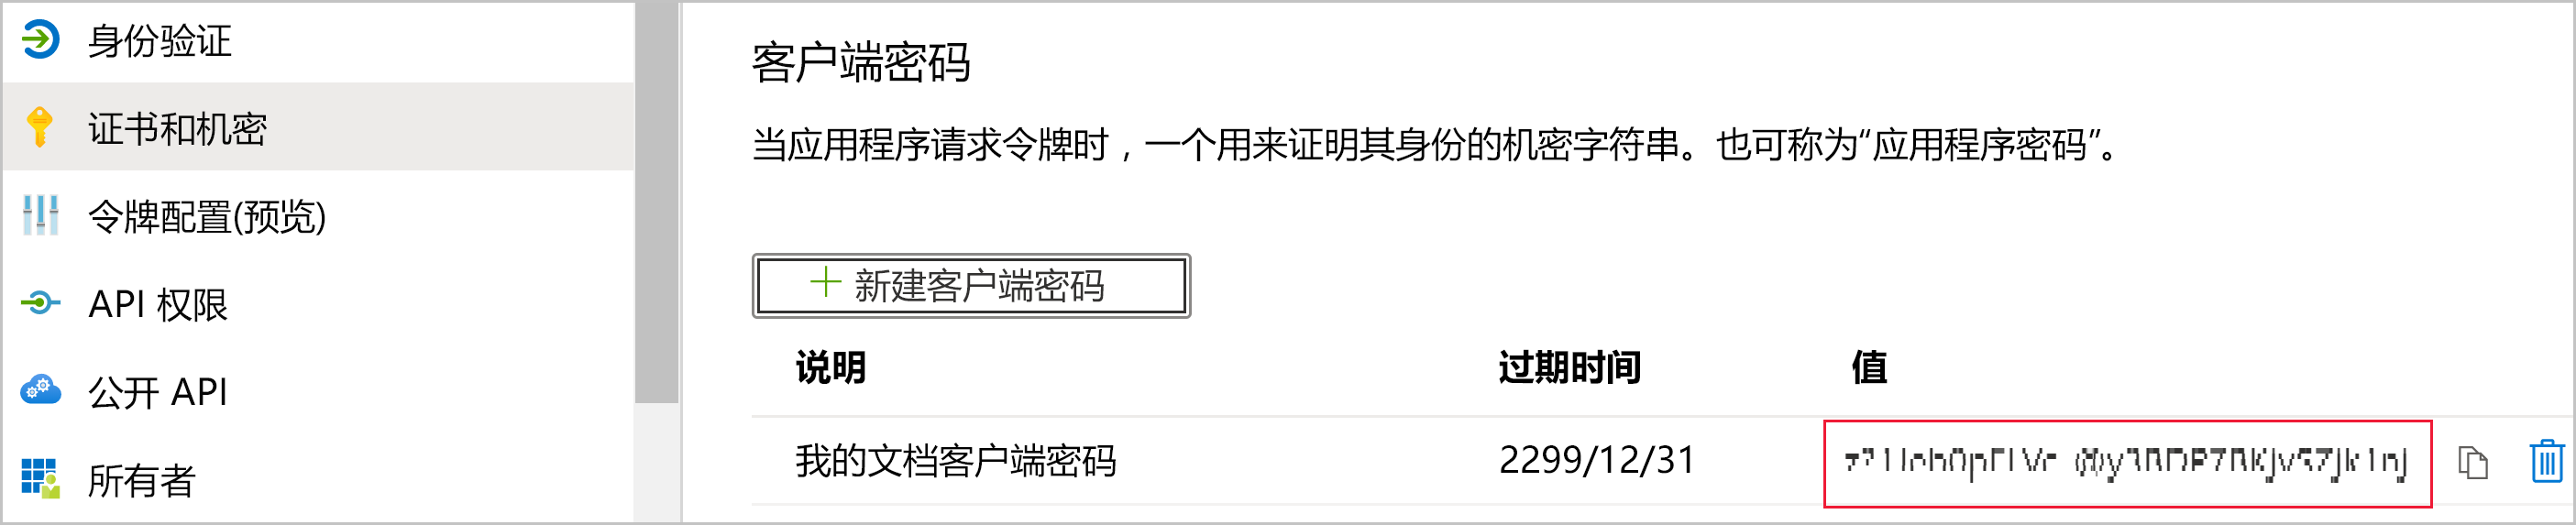 身份验证
证书和机密
令牌配置(预览)
API 权限
公开 API
所有者
客户端密码
当应用程序请求令牌时，一个用来证明其身份的机密字符串。也可称为“应用程序密码”。
新建客户端密码
说明 过期时间 值
我的文档客户端密码 2299/12/31